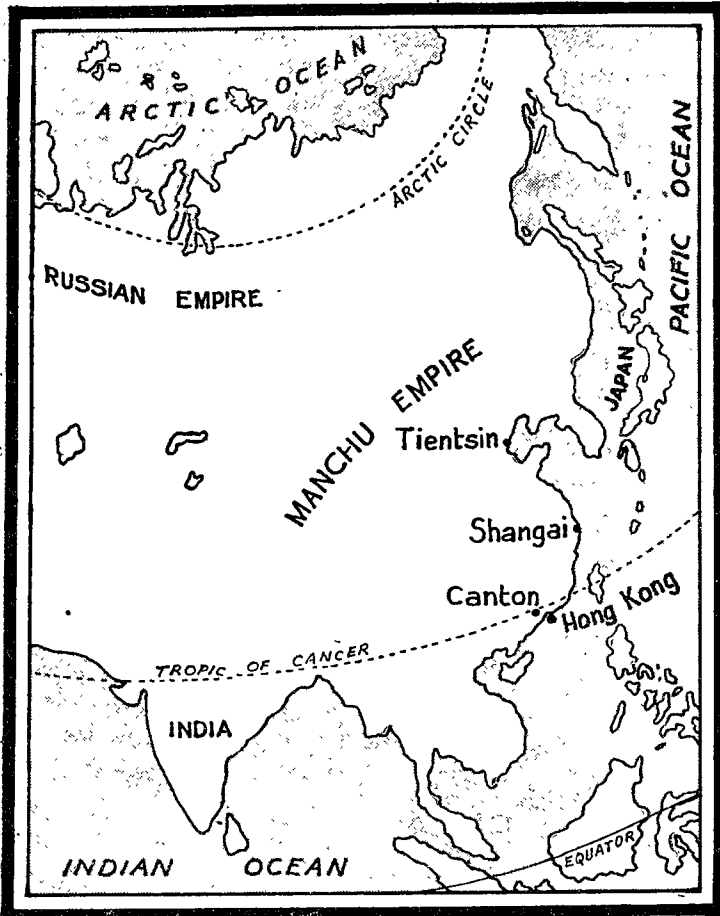 ARCTIC OCEAN
ARCTIC CIRCLE
PACIFIC OCEAN
RUSSIAN EMPIRE
MANCHU EMPIRE
JAPAN
Tientsin
Shangai
Canton
Hong Kong
TROPIC OF CANCER
INDIA
EQUATOR
INDIAN OCEAN